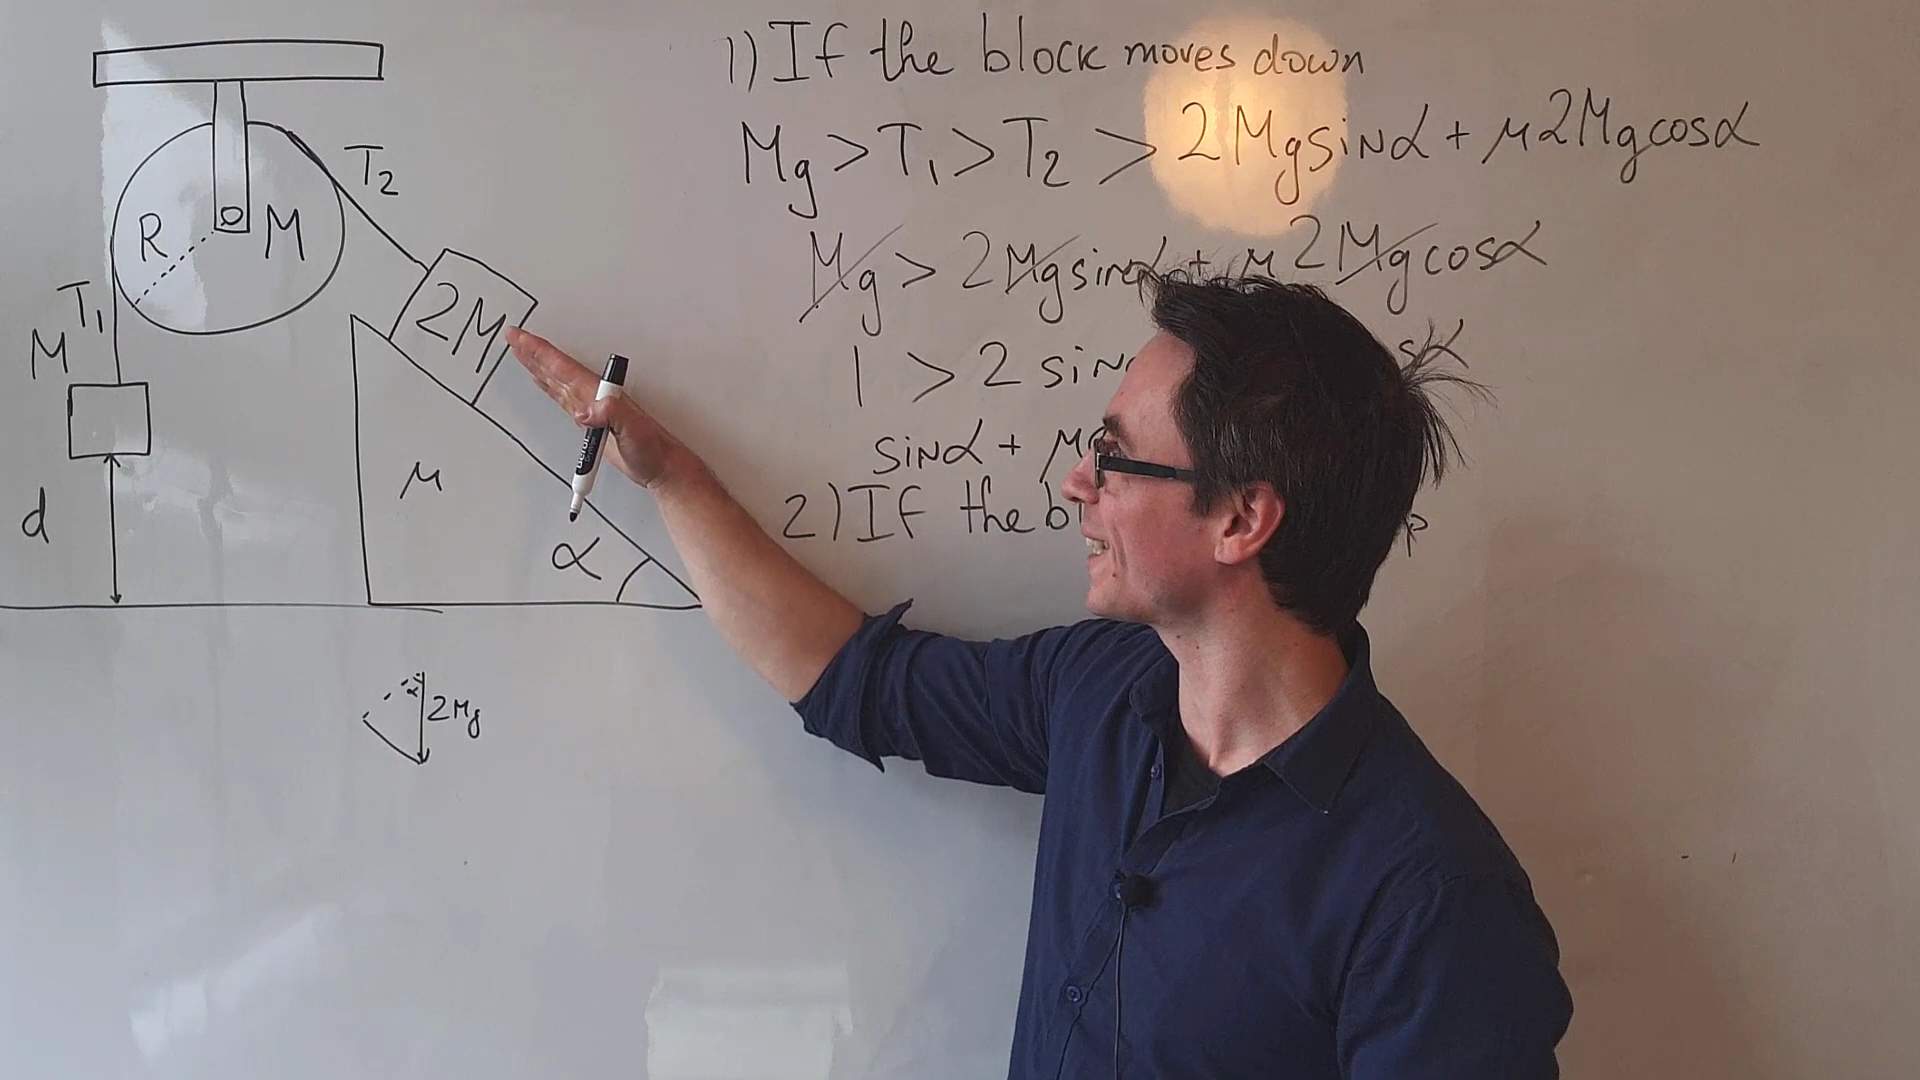 1) If the block moves down
Mg > T₁ > T₂ > 2Mgsinα + μ2Mgcosα
Mg > 2Mgsinα + μ2Mgcosα
1 > 2 sin
sinα + μ
2) If the
T₂
R
M
T₁
M
2M
μ
d
α
α
2Mg